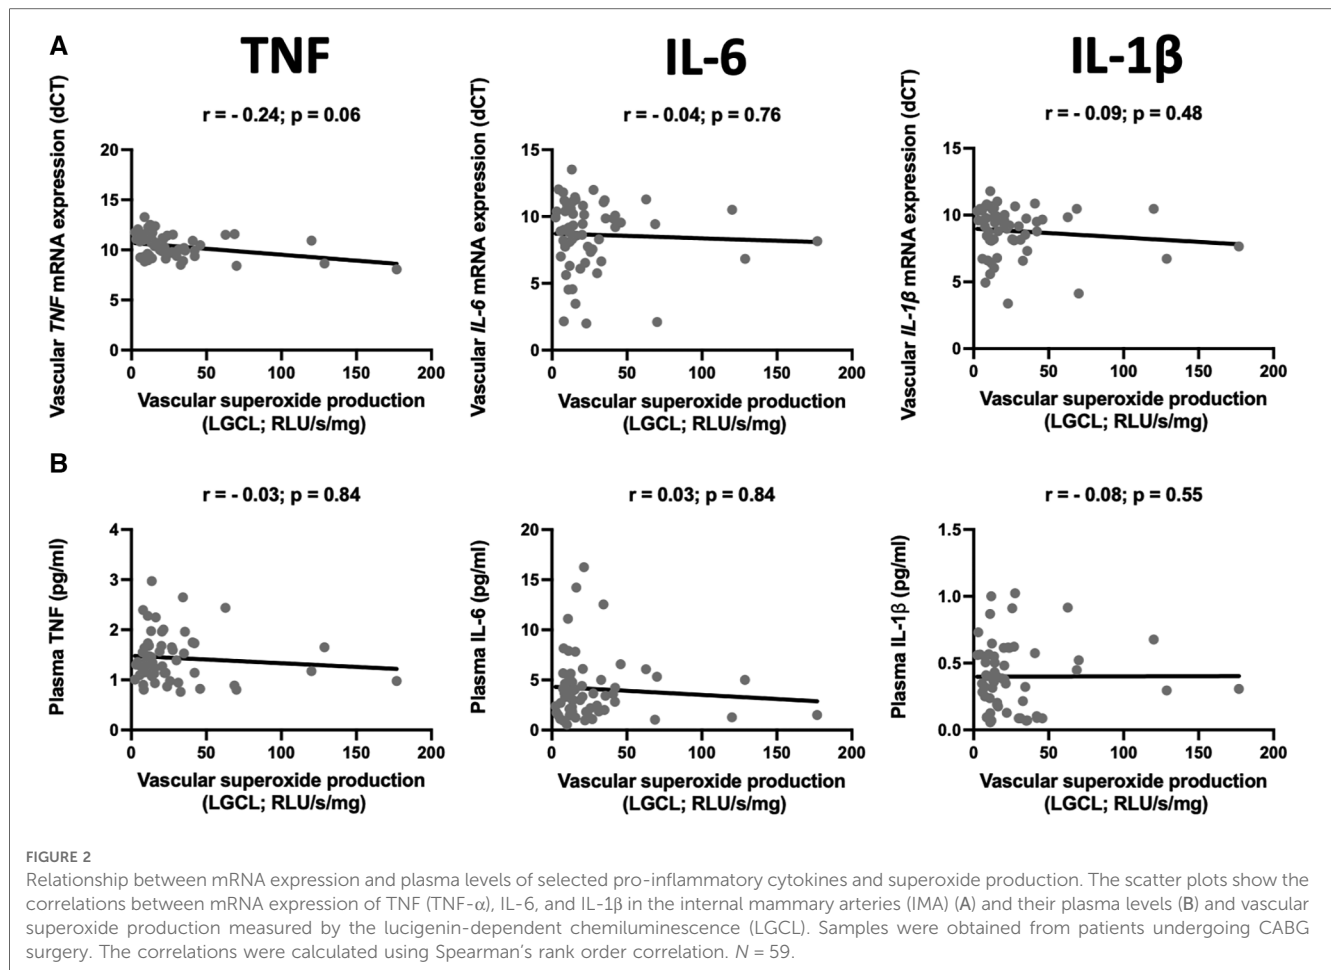 A
TNF
IL-6
IL-1β
r = - 0.24; p = 0.06
r = - 0.04; p = 0.76
r = - 0.09; p = 0.48
Vascular TNF mRNA expression (dCT)
20
15
10
5
0
0 50 100 150 200
Vascular superoxide production
(LGCL; RLU/s/mg)
Vascular IL-6 mRNA expression (dCT)
15
10
5
0
0 50 100 150 200
Vascular superoxide production
(LGCL; RLU/s/mg)
Vascular IL-1β mRNA expression (dCT)
15
10
5
0
0 50 100 150 200
Vascular superoxide production
(LGCL; RLU/s/mg)
B
r = - 0.03; p = 0.84
r = 0.03; p = 0.84
r = - 0.08; p = 0.55
Plasma TNF (pg/ml)
4
3
2
1
0
0 50 100 150 200
Vascular superoxide production
(LGCL; RLU/s/mg)
Plasma IL-6 (pg/ml)
20
15
10
5
0
0 50 100 150 200
Vascular superoxide production
(LGCL; RLU/s/mg)
Plasma IL-1β (pg/ml)
1.5
1.0
0.5
0.0
0 50 100 150 200
Vascular superoxide production
(LGCL; RLU/s/mg)
FIGURE 2
Relationship between mRNA expression and plasma levels of selected pro-inflammatory cytokines and superoxide production. The scatter plots show the
correlations between mRNA expression of TNF (TNF-α), IL-6, and IL-1β in the internal mammary arteries (IMA) (A) and their plasma levels (B) and vascular
superoxide production measured by the lucigenin-dependent chemiluminescence (LGCL). Samples were obtained from patients undergoing CABG
surgery. The correlations were calculated using Spearman's rank order correlation. N = 59.